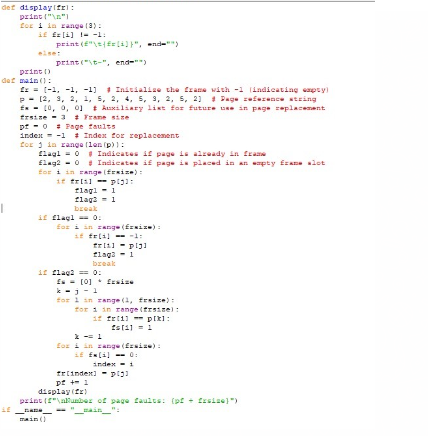 def display(fr):
    print("\n")
    for i in range(3):
        if fr[i] != -1:
            print(f"\t{fr[i]}", end="")
        else:
            print("\t-", end="")
    print()
def main():
    fr = [-1, -1, -1]  # Initialize the frame with -1 (indicating empty)
    p = [2, 3, 2, 1, 5, 2, 4, 5, 3, 2, 5, 2]  # Page reference string
    fs = [0, 0, 0]  # Auxiliary list for future use in page replacement
    frsize = 3  # Frame size
    pf = 0  # Page faults
    index = -1  # Index for replacement
    for j in range(len(p)):
        flag1 = 0  # Indicates if page is already in frame
        flag2 = 0  # Indicates if page is placed in an empty frame slot
        for i in range(frsize):
            if fr[i] == p[j]:
                flag1 = 1
                flag2 = 1
                break
        if flag1 == 0:
            for i in range(frsize):
                if fr[i] == -1:
                    fr[i] = p[j]
                    flag2 = 1
                    break
        if flag2 == 0:
            fs = [0] * frsize
            k = j - 1
            for l in range(1, frsize):
                for i in range(frsize):
                    if fr[i] == p[k]:
                        fs[i] = 1
                k -= 1
            for i in range(frsize):
                if fs[i] == 0:
                    index = i
            fr[index] = p[j]
            pf += 1
        display(fr)
    print(f"\nNumber of page faults: {pf + frsize}")
if __name__ == "__main__":
    main()